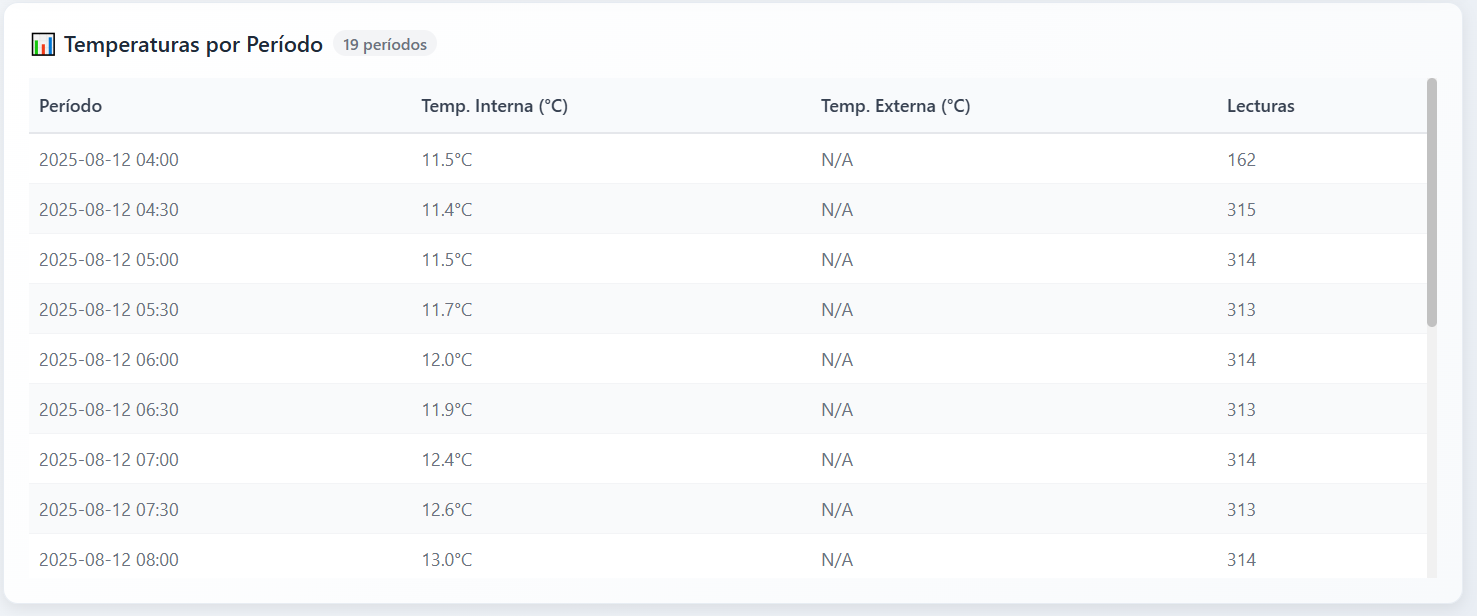 📊 Temperaturas por Período 19 períodos
Período Temp. Interna (°C) Temp. Externa (°C) Lecturas
2025-08-12 04:00 11.5°C N/A 162
2025-08-12 04:30 11.4°C N/A 315
2025-08-12 05:00 11.5°C N/A 314
2025-08-12 05:30 11.7°C N/A 313
2025-08-12 06:00 12.0°C N/A 314
2025-08-12 06:30 11.9°C N/A 313
2025-08-12 07:00 12.4°C N/A 314
2025-08-12 07:30 12.6°C N/A 313
2025-08-12 08:00 13.0°C N/A 314